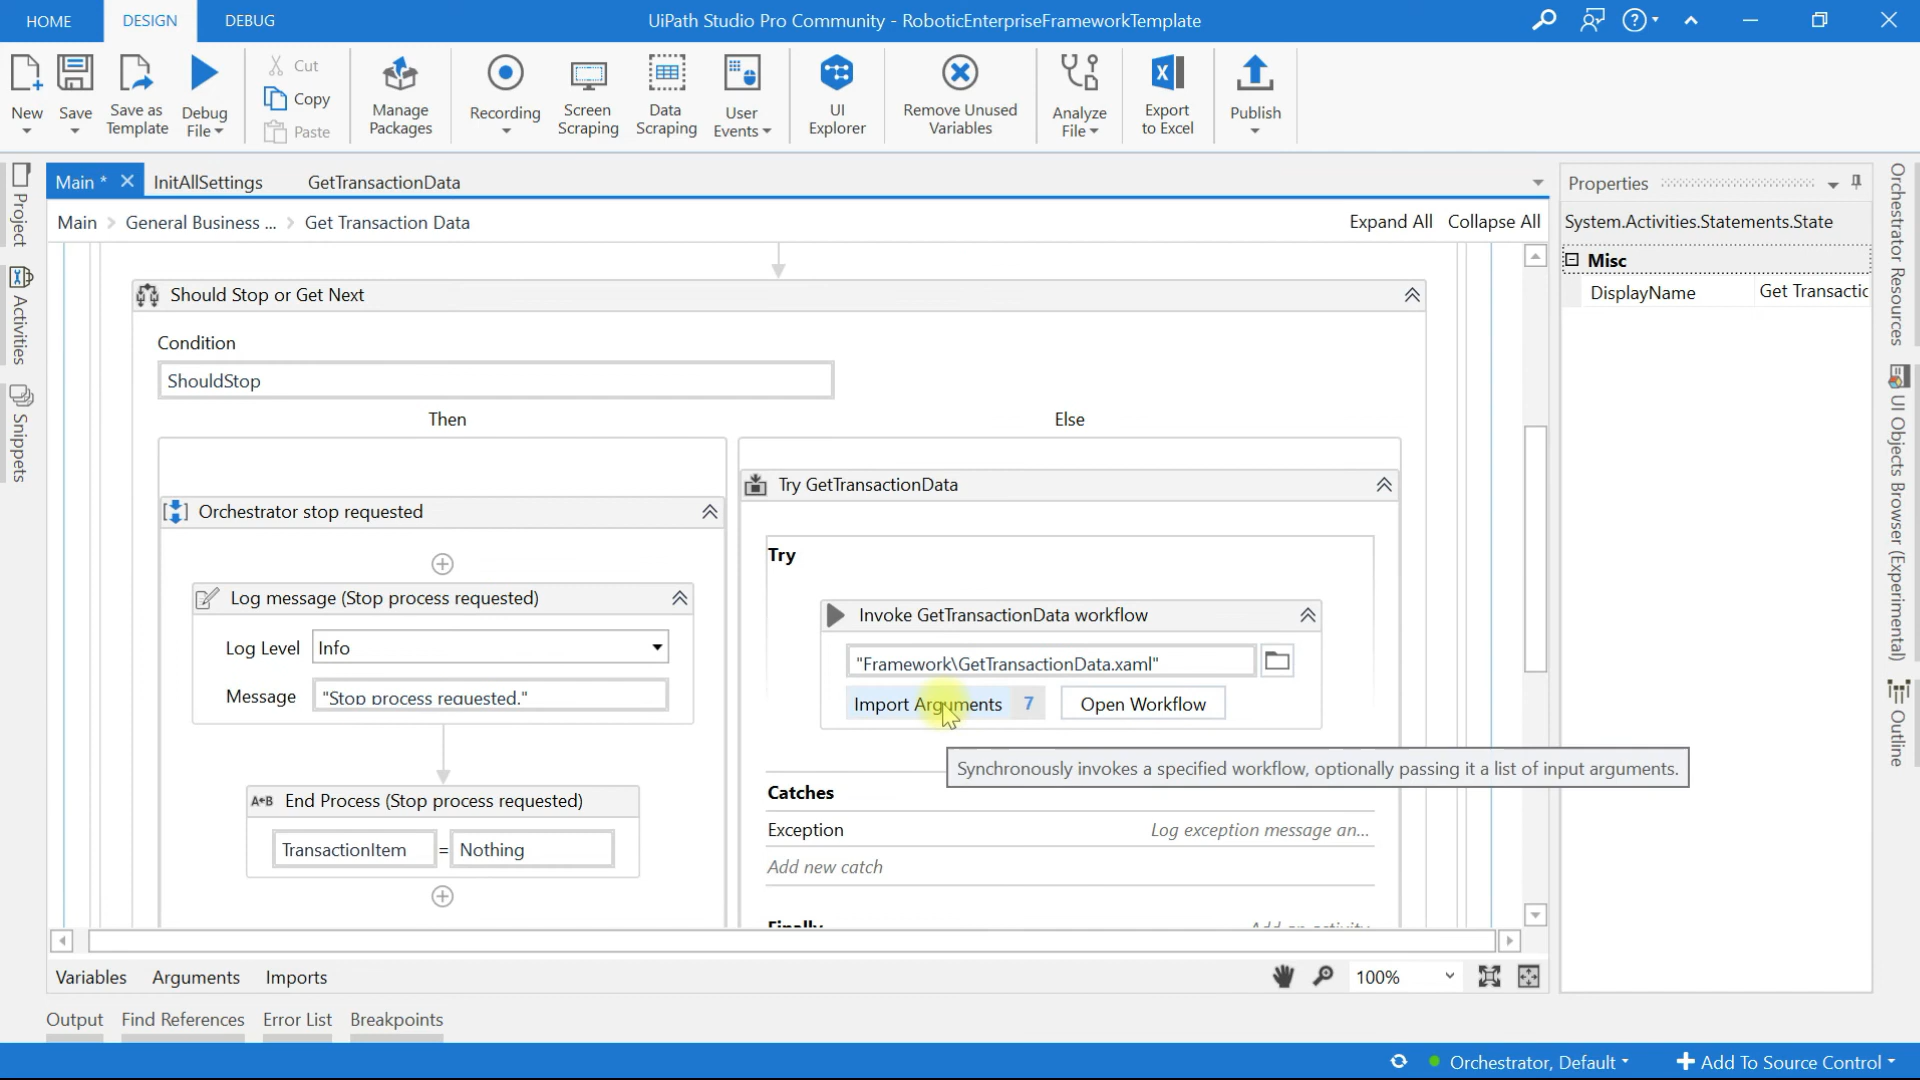 HOME
DESIGN
DEBUG
UiPath Studio Pro Community - RoboticEnterpriseFrameworkTemplate
New
Save
Save as Template
Debug File
Cut
Copy
Paste
Manage Packages
Recording
Screen Scraping
Data Scraping
User Events
UI Explorer
Remove Unused Variables
Analyze File
Export to Excel
Publish
Project
Activities
Snippets
Main *
InitAllSettings
GetTransactionData
Main > General Business ... > Get Transaction Data
Expand All
Collapse All
Should Stop or Get Next
Condition
ShouldStop
Then
Else
Orchestrator stop requested
Log message (Stop process requested)
Log Level
Info
Message
"Stop process requested."
End Process (Stop process requested)
A+B
TransactionItem
=
Nothing
Try GetTransactionData
Try
Invoke GetTransactionData workflow
"Framework\GetTransactionData.xaml"
Import Arguments 7
Open Workflow
Synchronously invokes a specified workflow, optionally passing it a list of input arguments.
Catches
Exception
Log exception message an...
Add new catch
Finally
Add an activity
Variables
Arguments
Imports
100%
Output
Find References
Error List
Breakpoints
Properties
System.Activities.Statements.State
Misc
DisplayName
Get Transactic
Orchestrator Resources
UI Objects Browser (Experimental)
Outline
Orchestrator, Default
Add To Source Control